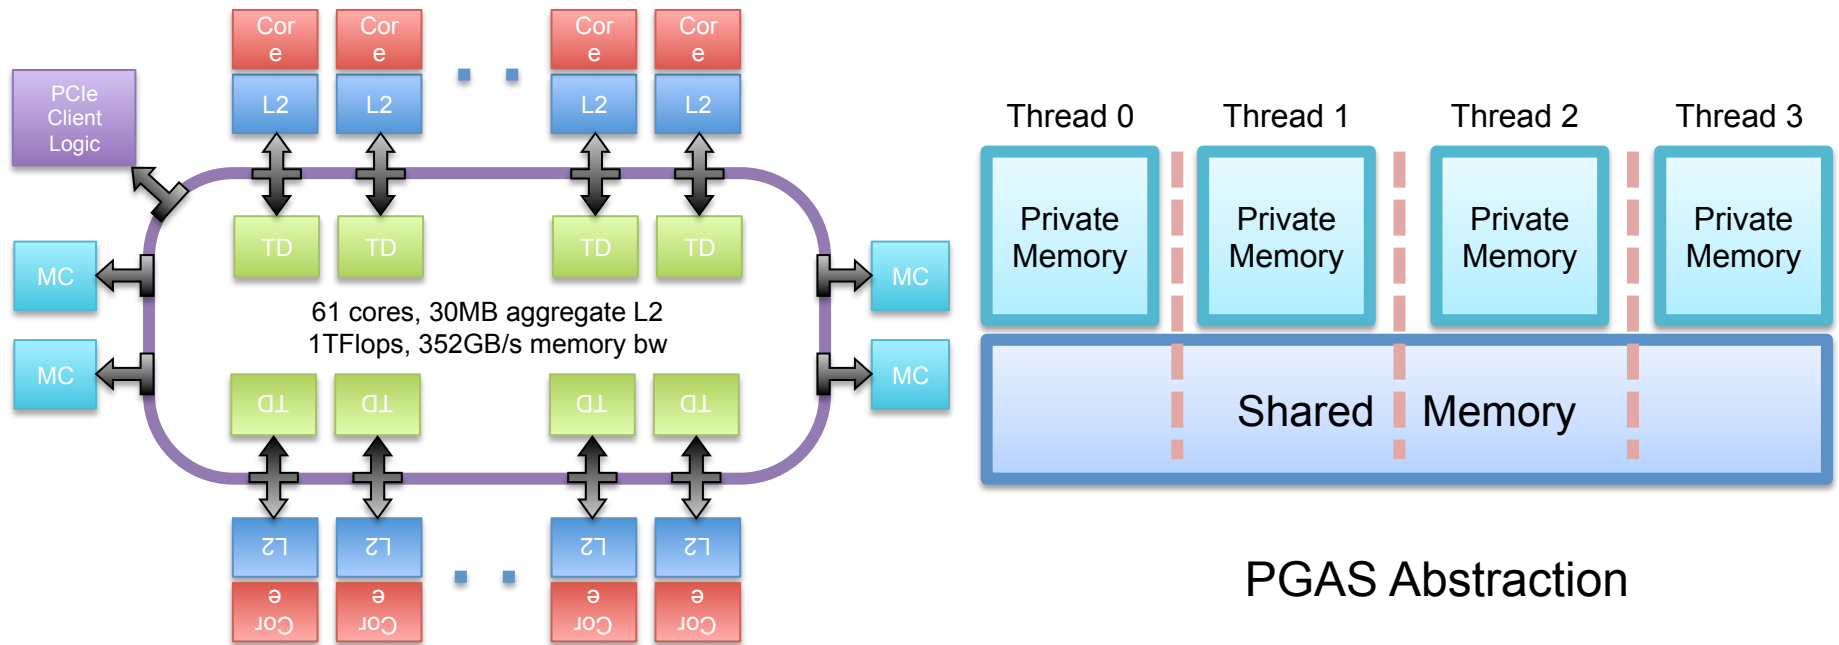 Cor
e
Cor
e
Cor
e
Cor
e
L2
L2
L2
L2
PCIe
Client
Logic
TD
TD
TD
TD
MC
MC
MC
MC
61 cores, 30MB aggregate L2
1TFlops, 352GB/s memory bw
TD
TD
TD
TD
L2
L2
L2
L2
Cor
e
Cor
e
Cor
e
Cor
e
Thread 0
Thread 1
Thread 2
Thread 3
Private
Memory
Private
Memory
Private
Memory
Private
Memory
Shared Memory
PGAS Abstraction